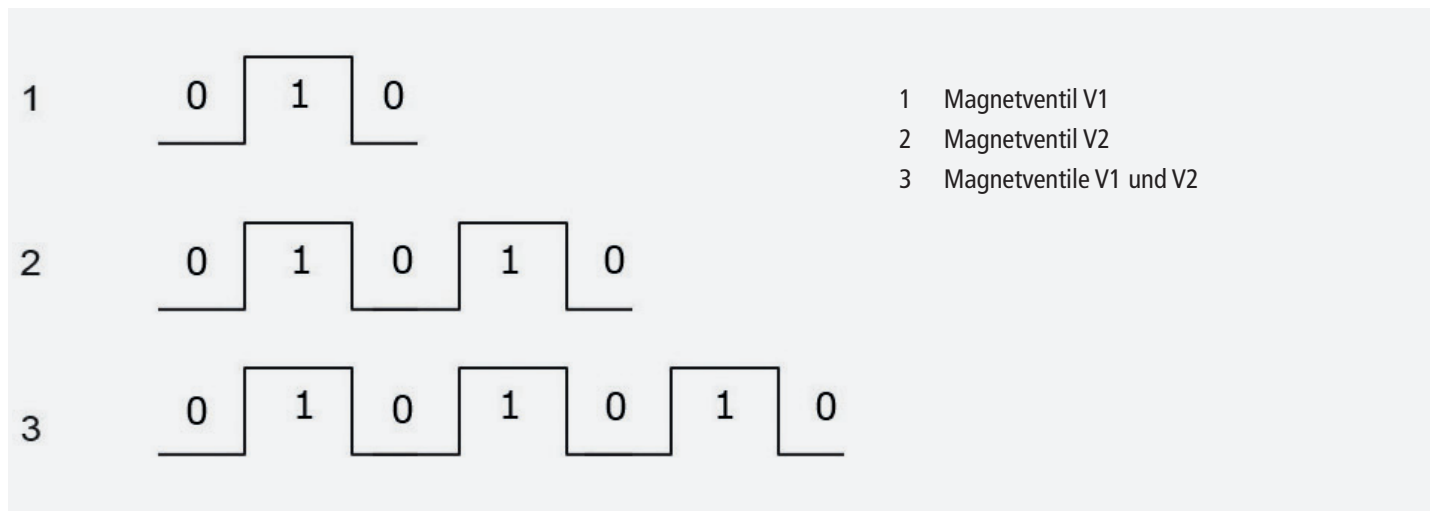 1 0 1 0
2 0 1 0 1 0
3 0 1 0 1 0 1 0
1 Magnetventil V1
2 Magnetventil V2
3 Magnetventile V1 und V2